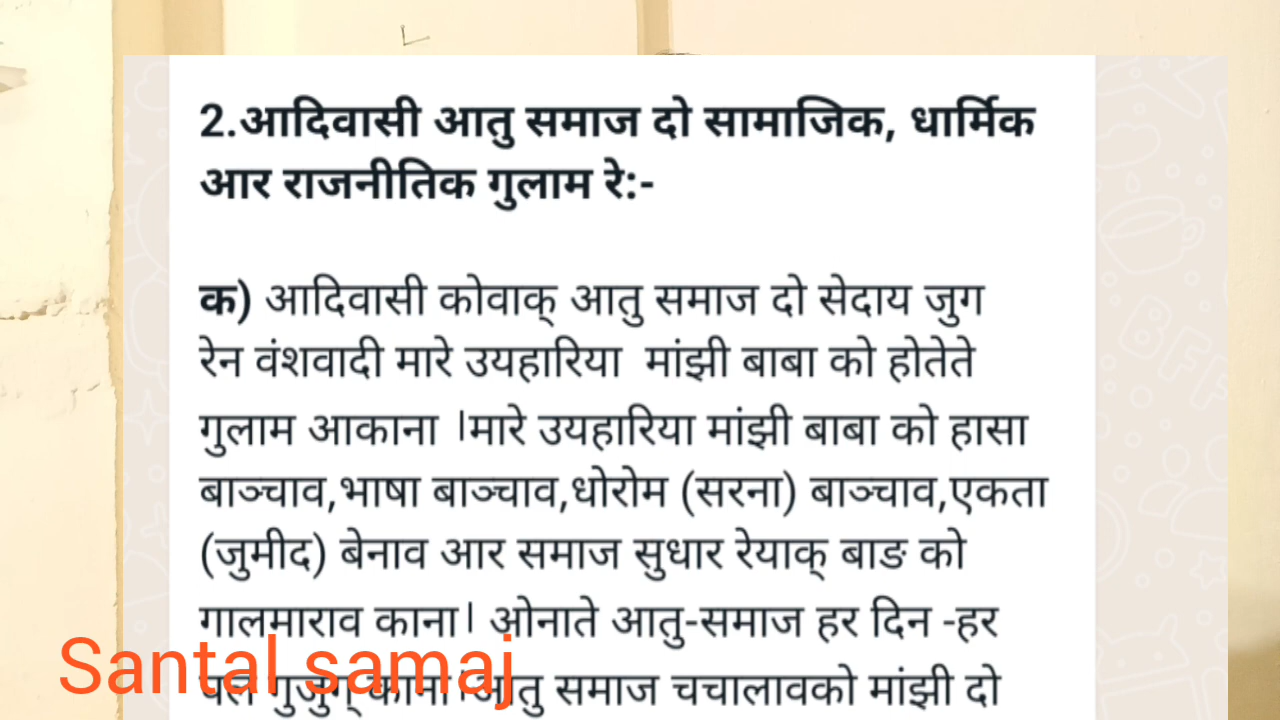 2.आदिवासी आतु समाज दो सामाजिक, धार्मिक
आर राजनीतिक गुलाम रे:-
क) आदिवासी कोवाक् आतु समाज दो सेदाय जुग
रेन वंशवादी मारे उयहारिया मांझी बाबा को होतेते
गुलाम आकाना ।मारे उयहारिया मांझी बाबा को हासा
बाञ्चाव,भाषा बाञ्चाव,धोरोम (सरना) बाञ्चाव,एकता
(जुमीद) बेनाव आर समाज सुधार रेयाक् बाङ को
गालमाराव काना। ओनाते आतु-समाज हर दिन -हर
पल गुजुग् काना।आतु समाज चचालावको मांझी दो
Santal samaj